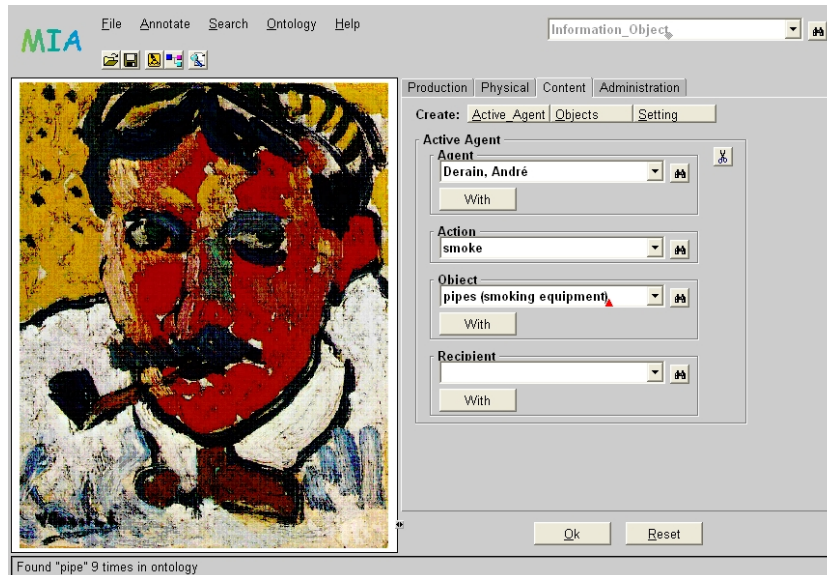 MIA
File Annotate Search Ontology Help
Information_Object
Production Physical Content Administration
Create: Active_Agent Objects Setting
Active Agent
Agent
Derain, André
With
Action
smoke
Object
pipes (smoking equipment)
With
Recipient
With
Ok Reset
Found "pipe" 9 times in ontology